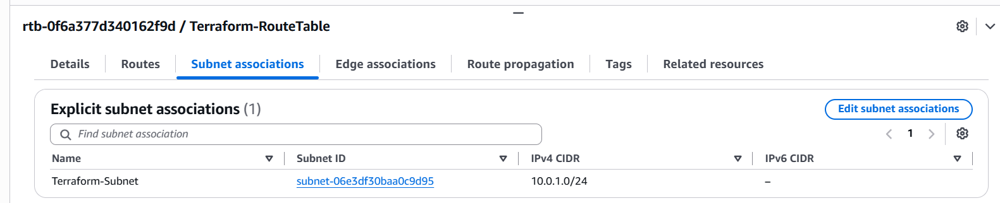 rtb-0f6a377d340162f9d / Terraform-RouteTable
Details Routes Subnet associations Edge associations Route propagation Tags Related resources
Explicit subnet associations (1)
Edit subnet associations
Find subnet association
1
Name Subnet ID IPv4 CIDR IPv6 CIDR
Terraform-Subnet subnet-06e3df30baa0c9d95 10.0.1.0/24 –